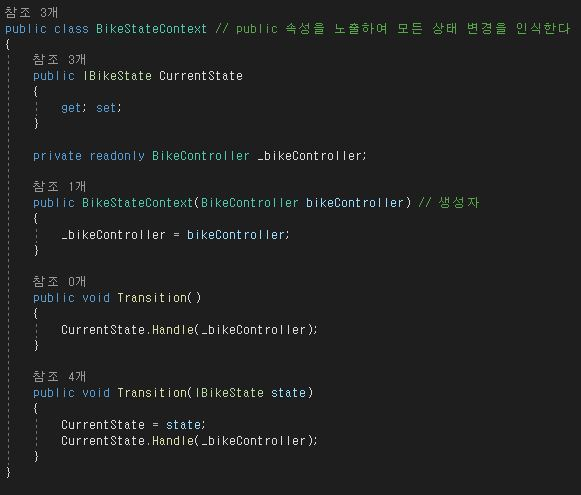 참조 3개
public class BikeStateContext // public 속성을 노출하여 모든 상태 변경을 인식한다
{
    참조 3개
    public IBikeState CurrentState
    {
        get; set;
    }

    private readonly BikeController _bikeController;

    참조 1개
    public BikeStateContext(BikeController bikeController) // 생성자
    {
        _bikeController = bikeController;
    }

    참조 0개
    public void Transition()
    {
        CurrentState.Handle(_bikeController);
    }

    참조 4개
    public void Transition(IBikeState state)
    {
        CurrentState = state;
        CurrentState.Handle(_bikeController);
    }
}